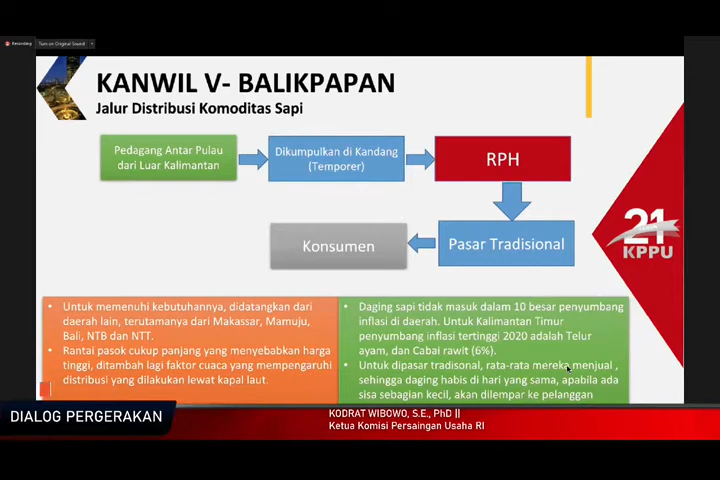 Recording
Turn on Original Sound
KANWIL V- BALIKPAPAN
Jalur Distribusi Komoditas Sapi
Pedagang Antar Pulau
dari Luar Kalimantan
Dikumpulkan di Kandang
(Temporer)
RPH
Konsumen
Pasar Tradisional
21
KPPU
• Untuk memenuhi kebutuhannya, didatangkan dari
daerah lain, terutamanya dari Makassar, Mamuju,
Bali, NTB dan NTT.
• Rantai pasok cukup panjang yang menyebabkan harga
tinggi, ditambah lagi faktor cuaca yang mempengaruhi
distribusi yang dilakukan lewat kapal laut.
• Daging sapi tidak masuk dalam 10 besar penyumbang
inflasi di daerah. Untuk Kalimantan Timur
penyumbang inflasi tertinggi 2020 adalah Telur
ayam, dan Cabai rawit (6%).
• Untuk dipasar tradisonal, rata-rata mereka menjual ,
sehingga daging habis di hari yang sama, apabila ada
sisa sebagian kecil, akan dilempar ke pelanggan
DIALOG PERGERAKAN
KODRAT WIBOWO, S.E., PhD ||
Ketua Komisi Persaingan Usaha RI